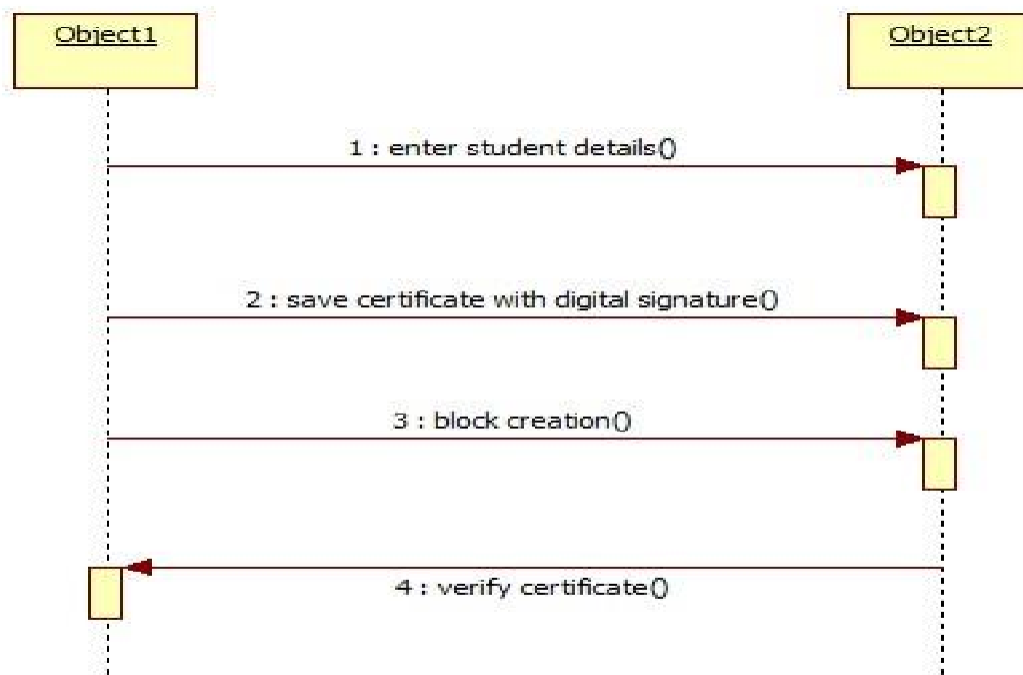 Object1
Object2
1 : enter student details()
2 : save certificate with digital signature()
3 : block creation()
4 : verify certificate()